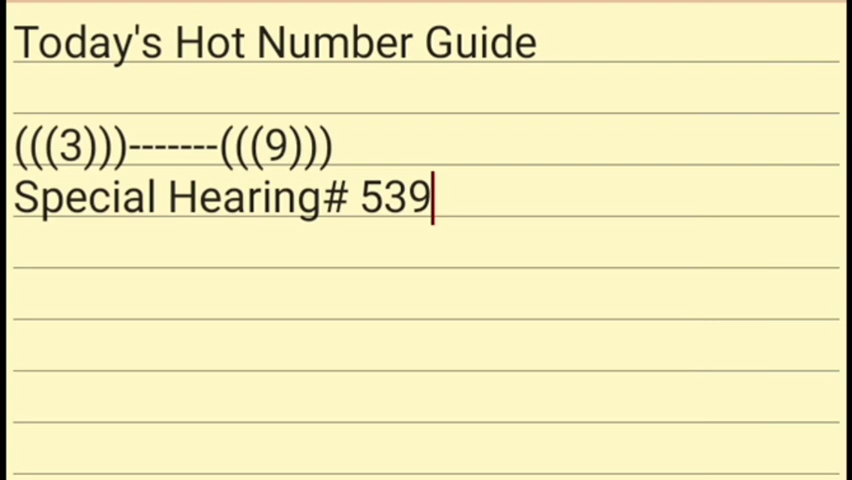 Today's Hot Number Guide
(((3)))-------(((9)))
Special Hearing# 539